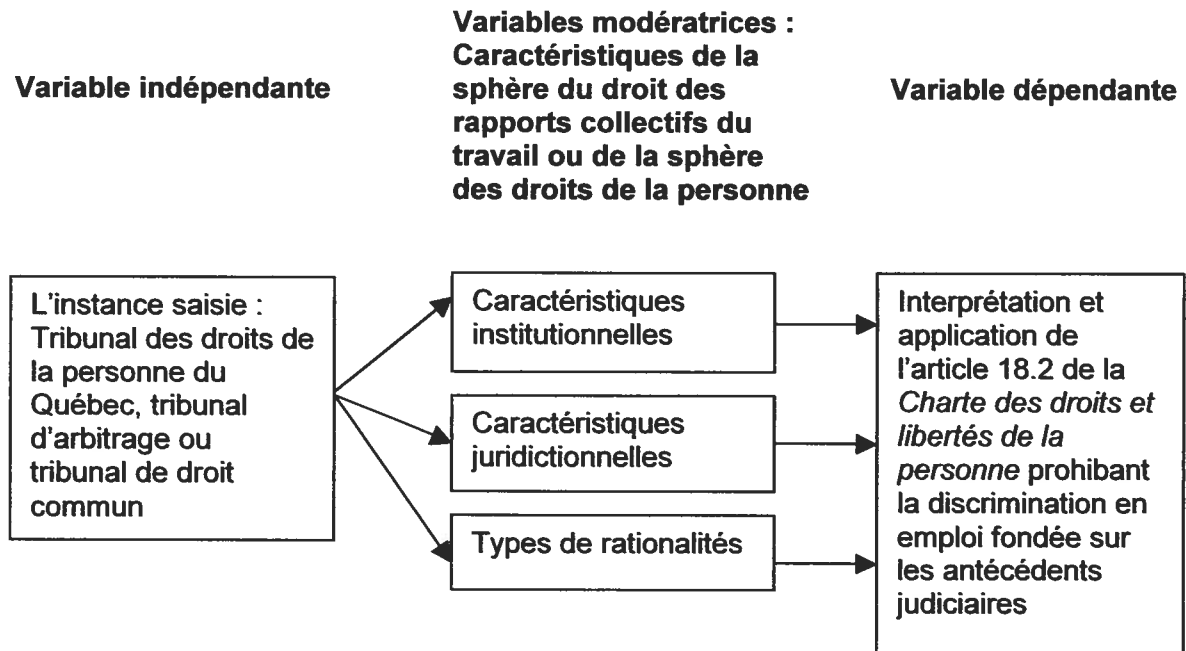 Variable indépendante
Variables modératrices :
Caractéristiques de la
sphère du droit des
rapports collectifs du
travail ou de la sphère
des droits de la personne
Variable dépendante
L'instance saisie :
Tribunal des droits de
la personne du
Québec, tribunal
d'arbitrage ou
tribunal de droit
commun
Caractéristiques
institutionnelles
Caractéristiques
juridictionnelles
Types de rationalités
Interprétation et
application de
l'article 18.2 de la
Charte des droits et
libertés de la
personne prohibant
la discrimination en
emploi fondée sur
les antécédents
judiciaires